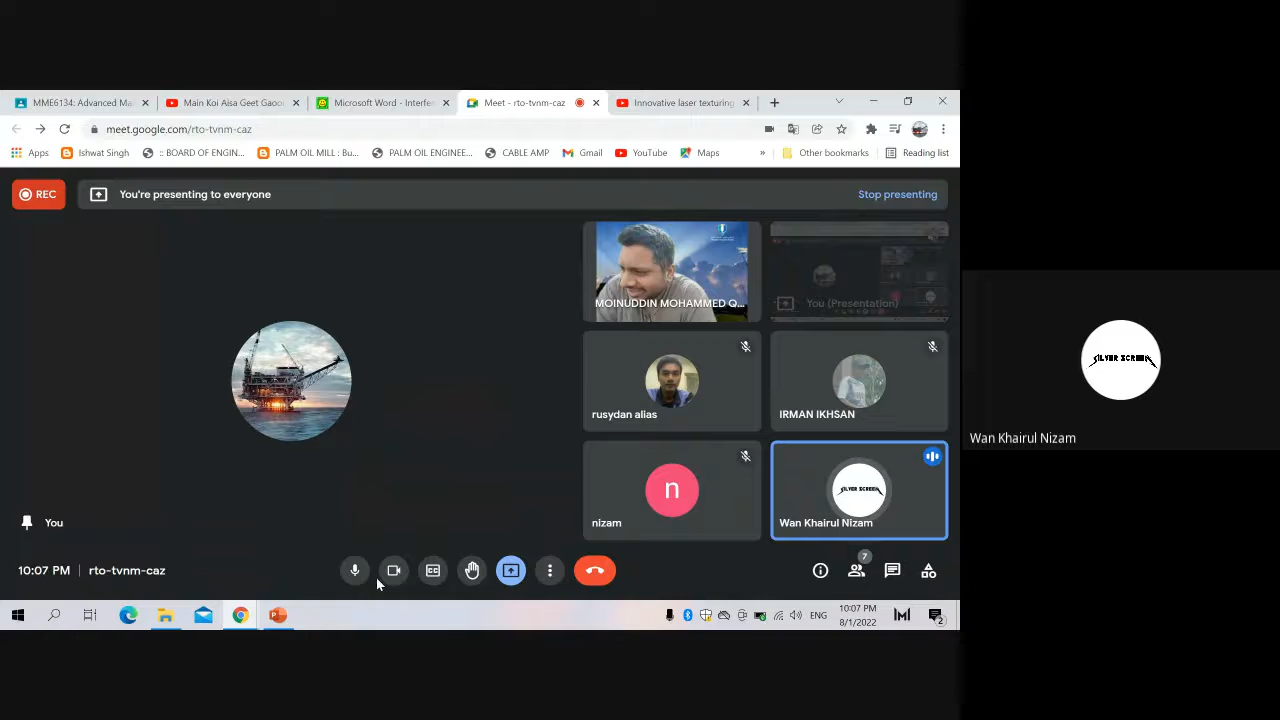 MME6134: Advanced Ma
Main Koi Aisa Geet Gaoo
Microsoft Word - Interfe
Meet - rto-tvnm-caz
Innovative laser texturing
meet.google.com/rto-tvnm-caz
Apps
Ishwat Singh
:: BOARD OF ENGIN...
PALM OIL MILL : Bu...
PALM OIL ENGINEE...
CABLE AMP
Gmail
YouTube
Maps
»
Other bookmarks
Reading list
REC
You're presenting to everyone
Stop presenting
MOINUDDIN MOHAMMED Q...
You (Presentation)
rusydan alias
IRMAN IKHSAN
n
nizam
SILVER SCREEN
Wan Khairul Nizam
SILVER SCREEN
Wan Khairul Nizam
You
10:07 PM | rto-tvnm-caz
CC
7
ENG
10:07 PM
8/1/2022
2